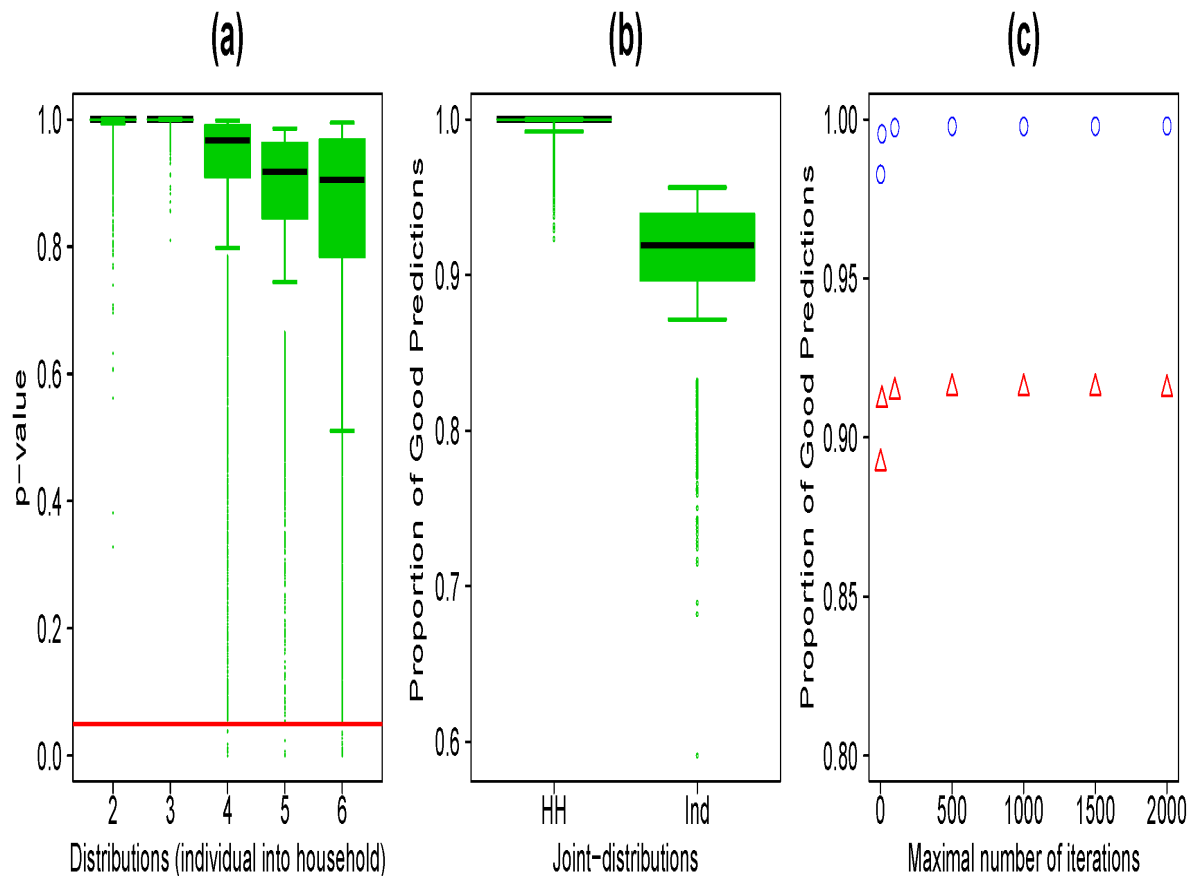 (a)
p-value
1.0
0.8
0.6
0.4
0.2
0.0
2 3 4 5 6
Distributions (individual into household)
(b)
Proportion of Good Predictions
1.0
0.9
0.8
0.7
0.6
HH Ind
Joint-distributions
(c)
Proportion of Good Predictions
1.00
0.95
0.90
0.85
0.80
0 500 1000 1500 2000
Maximal number of iterations